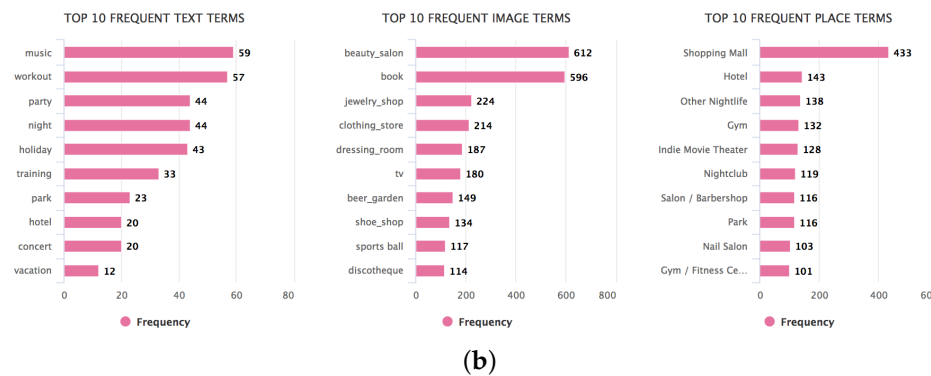 TOP 10 FREQUENT TEXT TERMS
music 59
workout 57
party 44
night 44
holiday 43
training 33
park 23
hotel 20
concert 20
vacation 12
0 20 40 60 80
Frequency
TOP 10 FREQUENT IMAGE TERMS
beauty_salon 612
book 596
jewelry_shop 224
clothing_store 214
dressing_room 187
tv 180
beer_garden 149
shoe_shop 134
sports ball 117
discotheque 114
0 200 400 600 800
Frequency
TOP 10 FREQUENT PLACE TERMS
Shopping Mall 433
Hotel 143
Other Nightlife 138
Gym 132
Indie Movie Theater 128
Nightclub 119
Salon / Barbershop 116
Park 116
Nail Salon 103
Gym / Fitness Ce... 101
0 200 400 60
Frequency
(b)